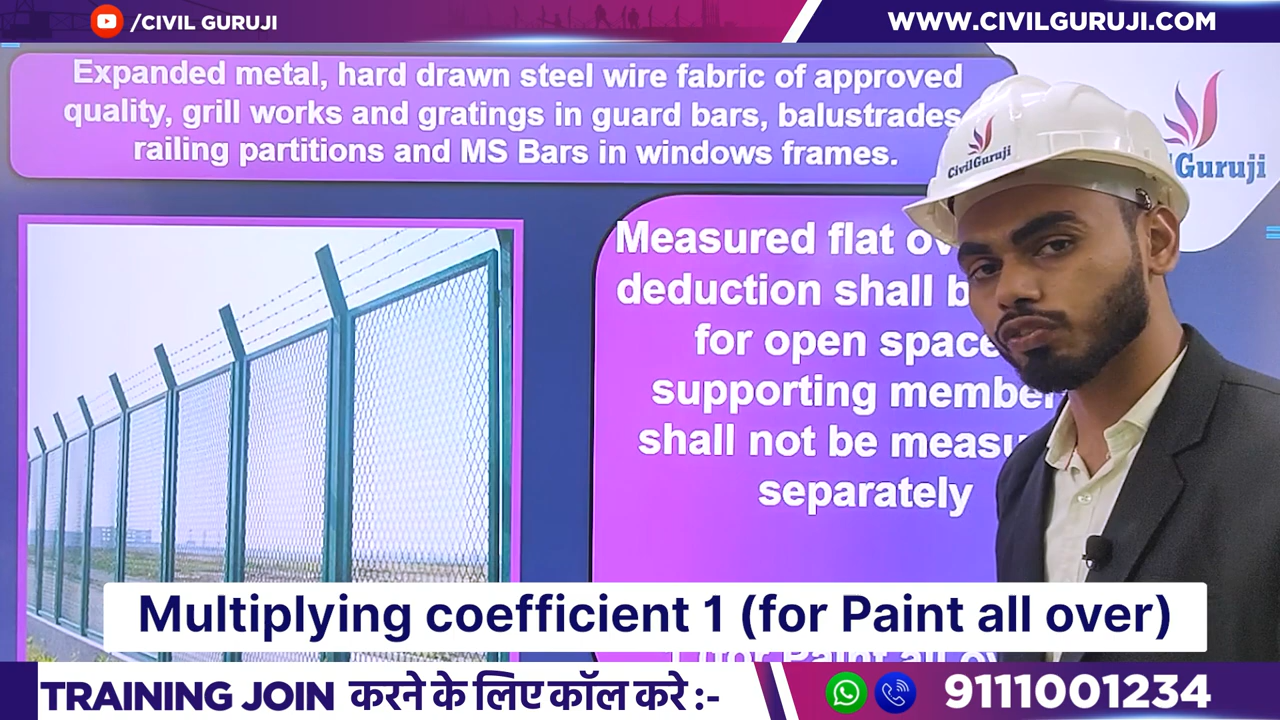 /CIVIL GURUJI
WWW.CIVILGURUJI.COM
Expanded metal, hard drawn steel wire fabric of approved
quality, grill works and gratings in guard bars, balustrades
railing partitions and MS Bars in windows frames.
CivilGuruji
Guruji
Measured flat
deduction shall
for open space
supporting member
shall not be
separately
Multiplying coefficient 1 (for Paint all over)
TRAINING JOIN करने के लिए कॉल करे :-
9111001234